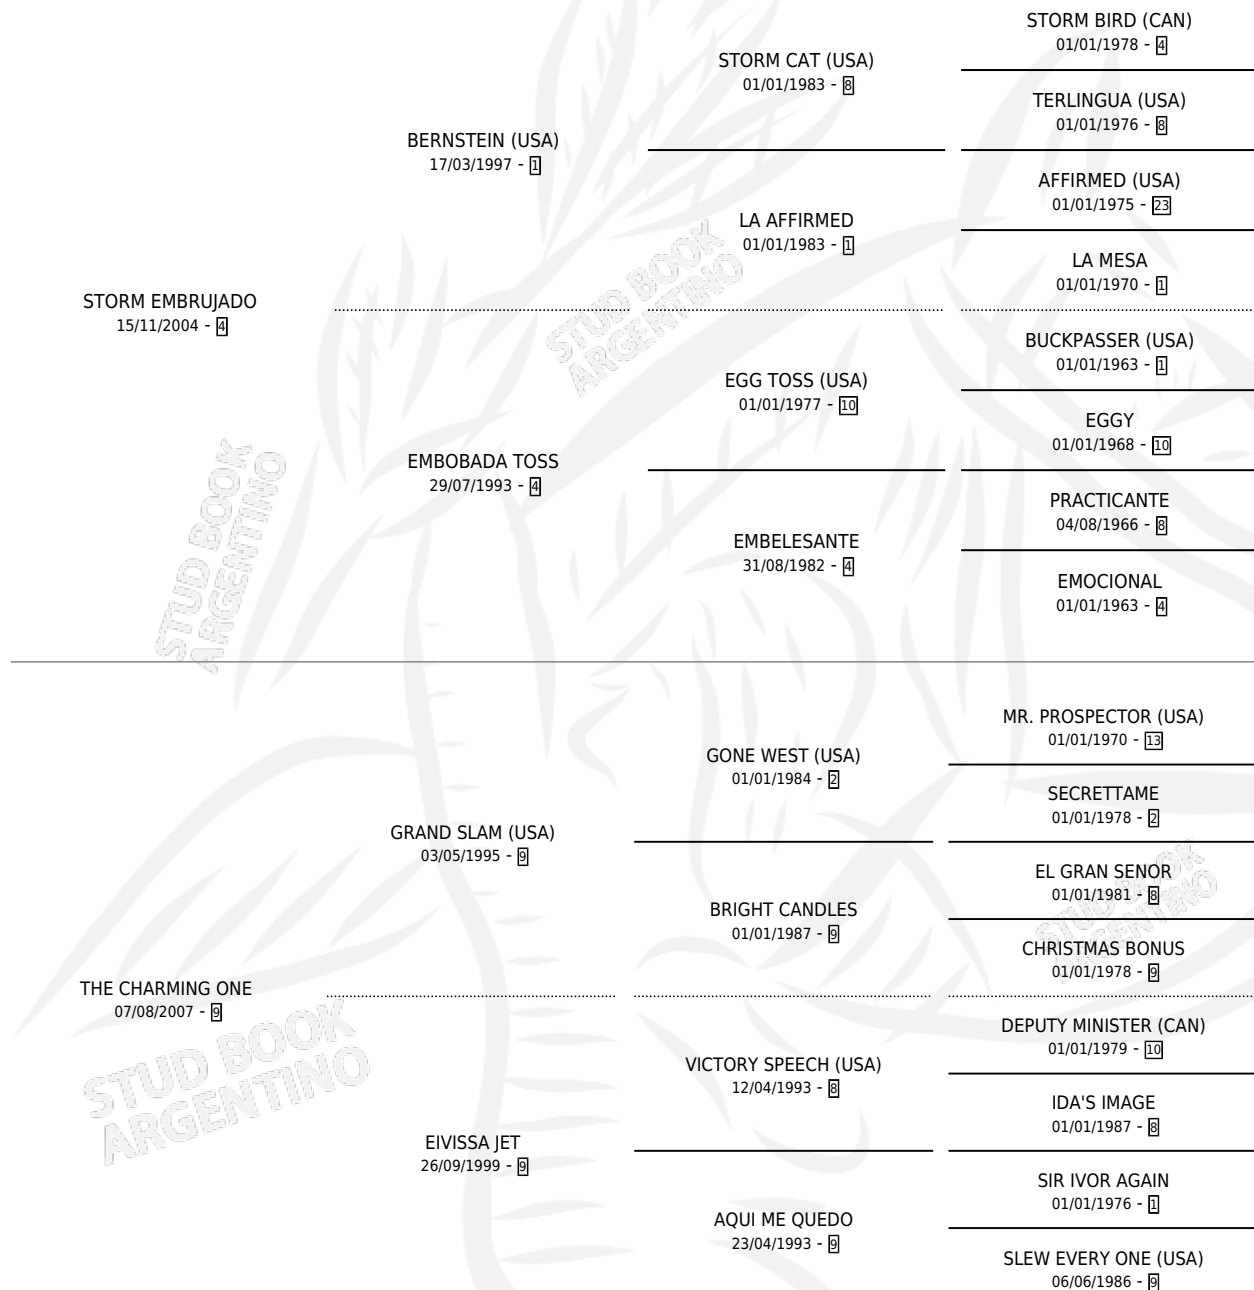 STORM BIRD (CAN)
01/01/1978 - 4
STORM CAT (USA)
01/01/1983 - 8
TERLINGUA (USA)
01/01/1976 - 8
BERNSTEIN (USA)
17/03/1997 - 1
AFFIRMED (USA)
01/01/1975 - 23
LA AFFIRMED
01/01/1983 - 1
LA MESA
01/01/1970 - 1
STORM EMBRUJADO
15/11/2004 - 4
BUCKPASSER (USA)
01/01/1963 - 1
EGG TOSS (USA)
01/01/1977 - 10
EGGY
01/01/1968 - 10
EMBOBADA TOSS
29/07/1993 - 4
PRACTICANTE
04/08/1966 - 8
EMBELESANTE
31/08/1982 - 4
EMOCIONAL
01/01/1963 - 4
MR. PROSPECTOR (USA)
01/01/1970 - 13
GONE WEST (USA)
01/01/1984 - 2
SECRETTAME
01/01/1978 - 2
GRAND SLAM (USA)
03/05/1995 - 9
EL GRAN SENOR
01/01/1981 - 8
BRIGHT CANDLES
01/01/1987 - 9
CHRISTMAS BONUS
01/01/1978 - 9
THE CHARMING ONE
07/08/2007 - 9
DEPUTY MINISTER (CAN)
01/01/1979 - 10
VICTORY SPEECH (USA)
12/04/1993 - 8
IDA'S IMAGE
01/01/1987 - 8
EIVISSA JET
26/09/1999 - 9
SIR IVOR AGAIN
01/01/1976 - 1
AQUI ME QUEDO
23/04/1993 - 9
SLEW EVERY ONE (USA)
06/06/1986 - 9
STUD BOOK
ARGENTINO
STUD BOOK
ARGENTINO
STUD BOOK
ARGENTINO
STUD BOOK
ARGENTINO